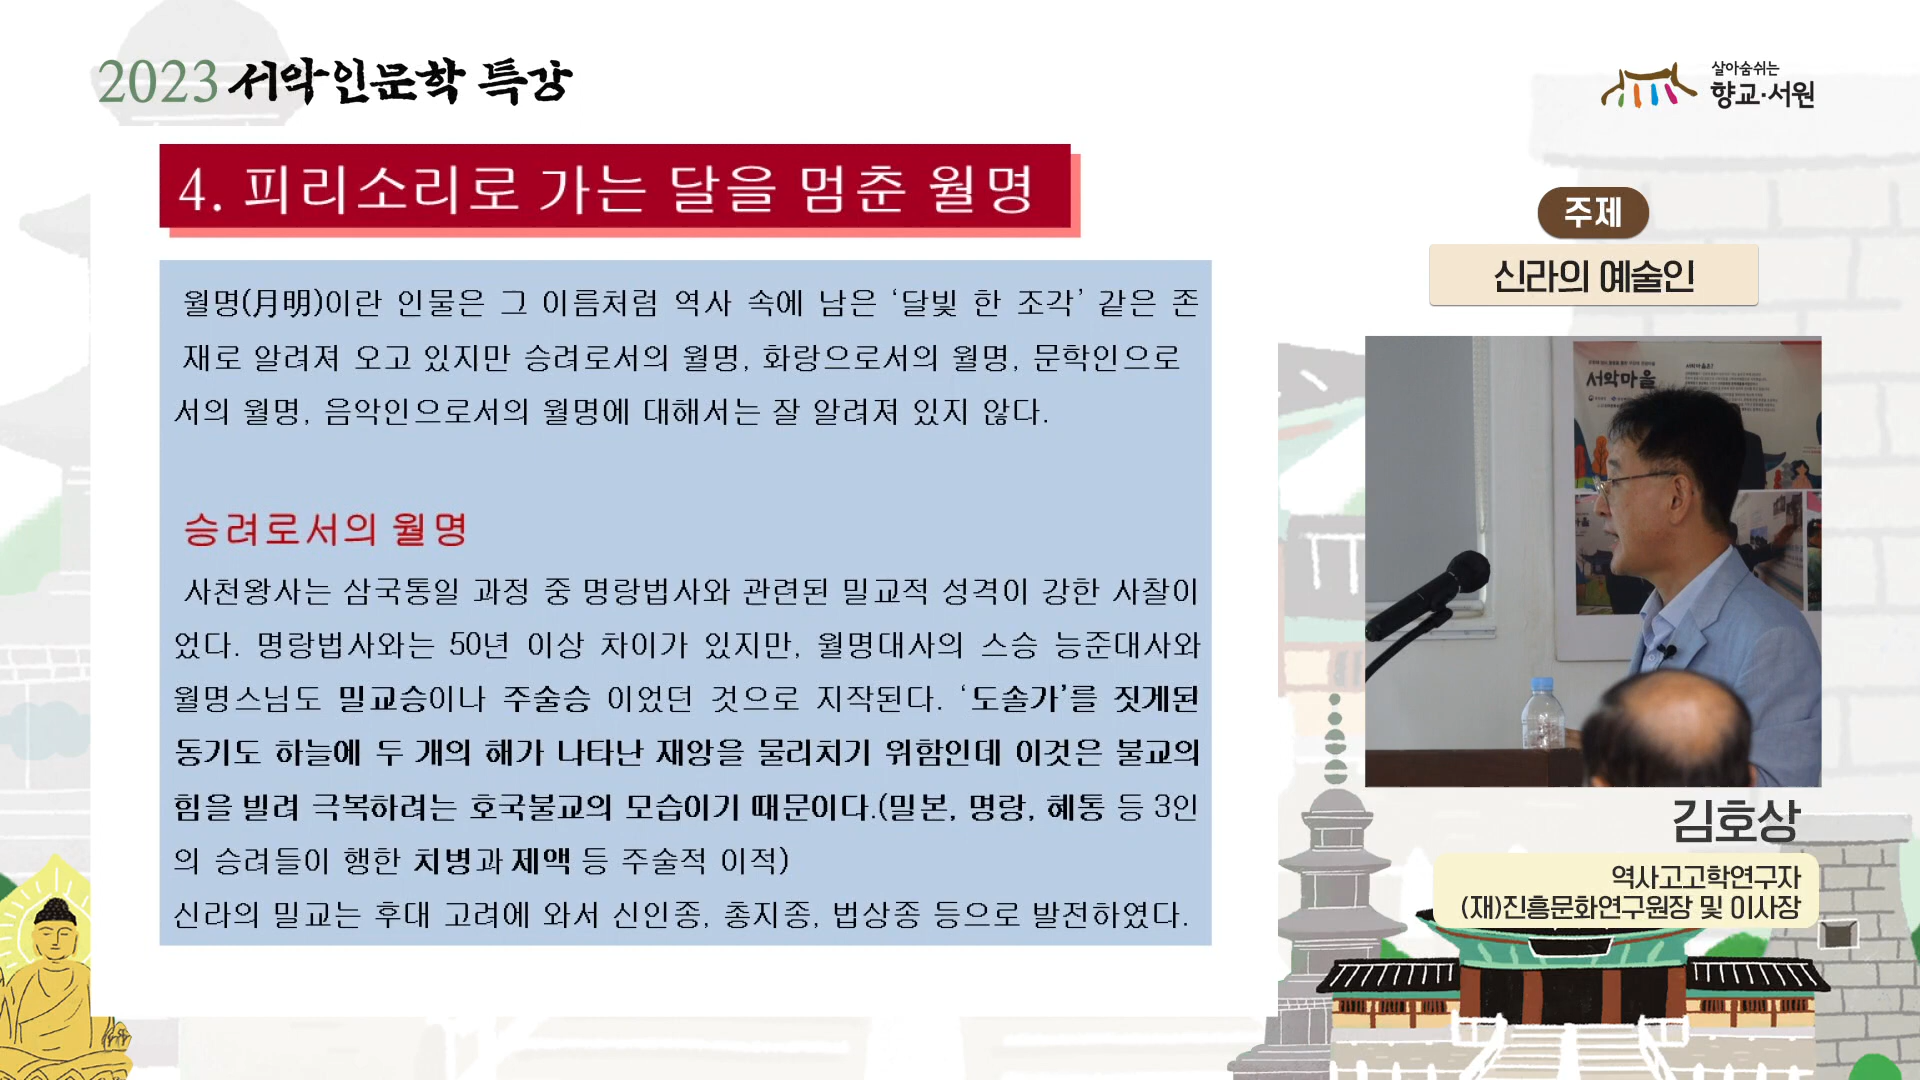 2023 서악인문학 특강
살아숨쉬는
향교·서원
4. 피리소리로 가는 달을 멈춘 월명
월명(月明)이란 인물은 그 이름처럼 역사 속에 남은 ‘달빛 한 조각’ 같은 존
재로 알려져 오고 있지만 승려로서의 월명, 화랑으로서의 월명, 문학인으로
서의 월명, 음악인으로서의 월명에 대해서는 잘 알려져 있지 않다.
승려로서의 월명
사천왕사는 삼국통일 과정 중 명랑법사와 관련된 밀교적 성격이 강한 사찰이
었다. 명랑법사와는 50년 이상 차이가 있지만, 월명대사의 스승 능준대사와
월명스님도 밀교승이나 주술승 이었던 것으로 지작된다. ‘도솔가’를 짓게된
동기도 하늘에 두 개의 해가 나타난 재앙을 물리치기 위함인데 이것은 불교의
힘을 빌려 극복하려는 호국불교의 모습이기 때문이다.(밀본, 명랑, 혜통 등 3인
의 승려들이 행한 치병과 제액 등 주술적 이적)
신라의 밀교는 후대 고려에 와서 신인종, 총지종, 법상종 등으로 발전하였다.
주제
신라의 예술인
서악마을
김호상
역사고고학연구자
(재)진흥문화연구원장 및 이사장